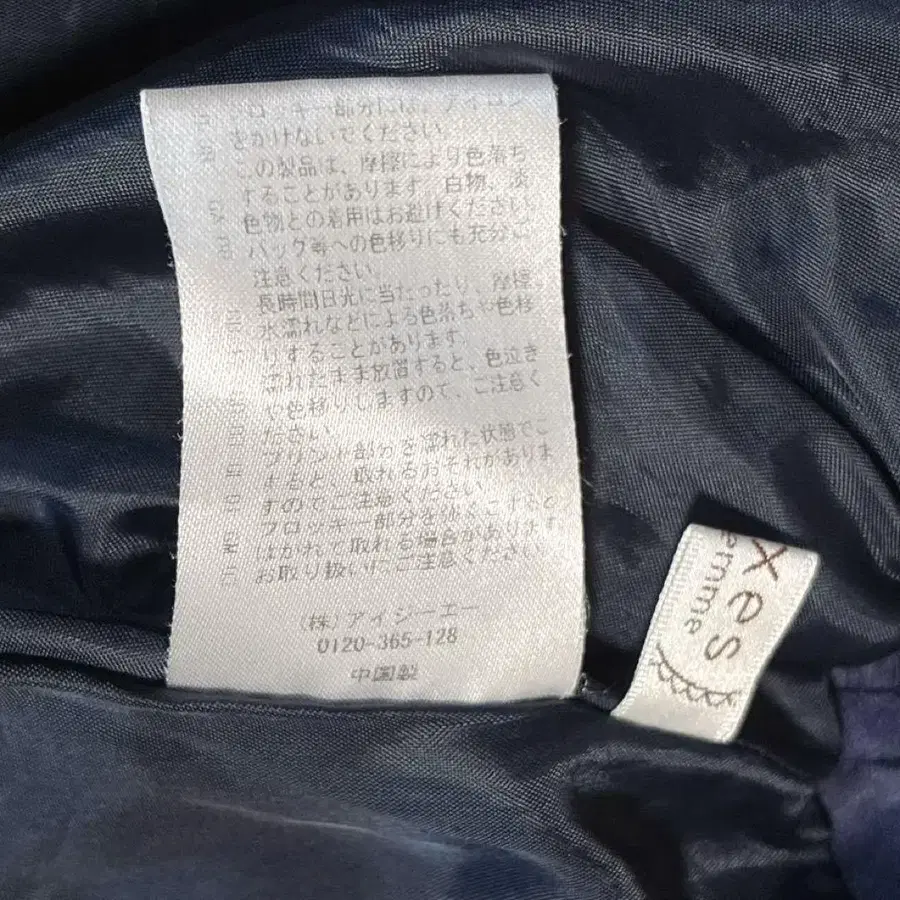 ロッキー部分には、アイロン
をかけないでください。
この製品は、摩擦により色落ち
することがあります。白物、淡
色物との着用はお避けください。
バッグ等への色移りにも充分ご
注意ください。
長時間日光に当たったり、摩擦、
水濡れなどによる色落ちや色移
りすることがあります。
ぬれたまま放置すると、色泣き
や色移りしますので、ご注意く
ださい。
プリント部分を濡れた状態でこ
すると、取れるおそれがありま
すのでご注意ください。
フロッキー部分を強くこすると
はがれて取れる場合があります
お取り扱いにご注意ください
(株)アイジーエー
0120-365-128
中国製
xes
emme